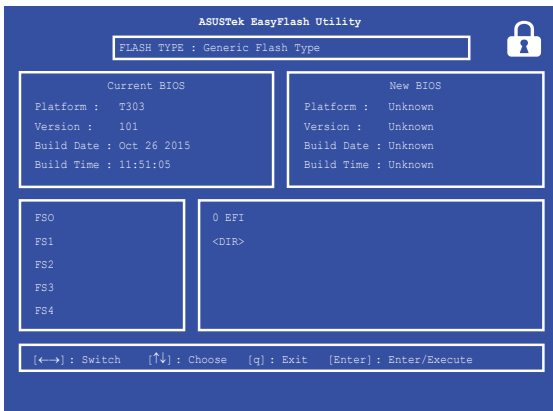 ASUSTek EasyFlash Utility
FLASH TYPE : Generic Flash Type
Current BIOS
Platform : T303
Version : 101
Build Date : Oct 26 2015
Build Time : 11:51:05
New BIOS
Platform : Unknown
Version : Unknown
Build Date : Unknown
Build Time : Unknown
FSO
FS1
FS2
FS3
FS4
0 EFI
<DIR>
[←→] : Switch [↑↓] : Choose [q] : Exit [Enter] : Enter/Execute